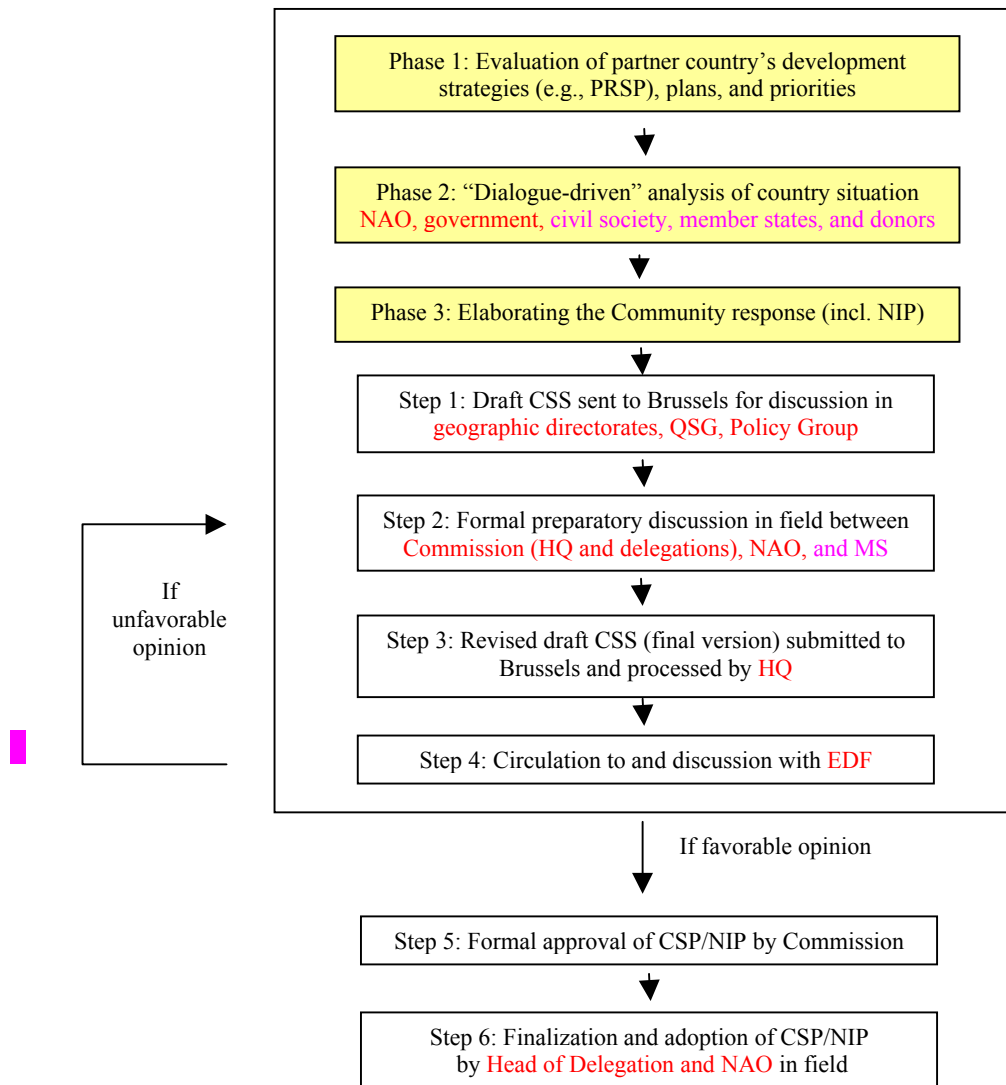 Phase 1: Evaluation of partner country’s development
strategies (e.g., PRSP), plans, and priorities
Phase 2: “Dialogue-driven” analysis of country situation
NAO, government, civil society, member states, and donors
Phase 3: Elaborating the Community response (incl. NIP)
Step 1: Draft CSS sent to Brussels for discussion in
geographic directorates, QSG, Policy Group
Step 2: Formal preparatory discussion in field between
Commission (HQ and delegations), NAO, and MS
If
unfavorable
opinion
Step 3: Revised draft CSS (final version) submitted to
Brussels and processed by HQ
Step 4: Circulation to and discussion with EDF
If favorable opinion
Step 5: Formal approval of CSP/NIP by Commission
Step 6: Finalization and adoption of CSP/NIP
by Head of Delegation and NAO in field